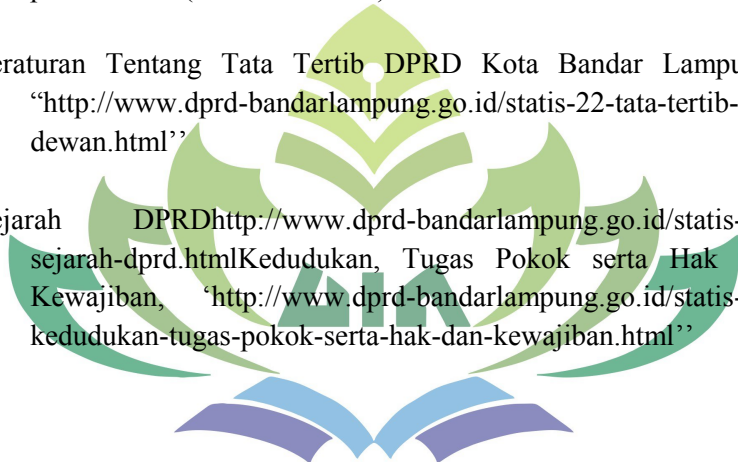 eraturan Tentang Tata Tertib DPRD Kota Bandar Lampu
“http://www.dprd-bandarlampung.go.id/statis-22-tata-tertib-
dewan.html’’
ejarah DPRDhttp://www.dprd-bandarlampung.go.id/statis-
sejarah-dprd.htmlKedudukan, Tugas Pokok serta Hak
Kewajiban, ‘http://www.dprd-bandarlampung.go.id/statis-
kedudukan-tugas-pokok-serta-hak-dan-kewajiban.html’’